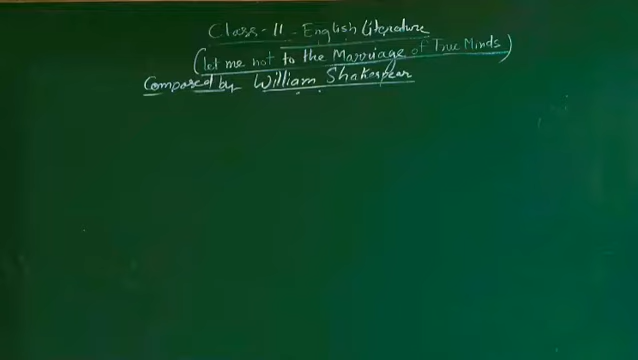 Class-11 - English Literature
(let me not to the Marriage of True Minds)
Composed by William Shakespear